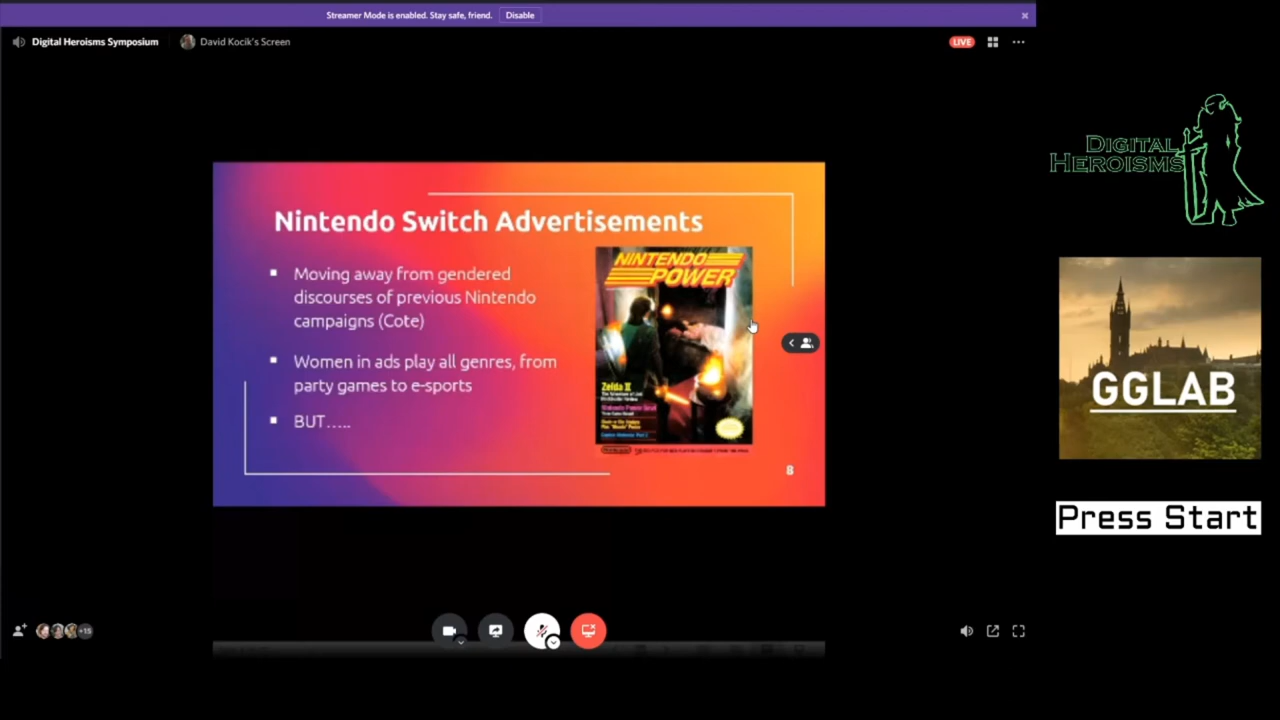 Streamer Mode is enabled. Stay safe, friend. Disable
Digital Heroisms Symposium
David Kocik's Screen
LIVE
Nintendo Switch Advertisements
Moving away from gendered
discourses of previous Nintendo
campaigns (Cote)
Women in ads play all genres, from
party games to e-sports
BUT.....
NINTENDO
POWER
Zelda II
8
+15
DIGITAL
HEROISMS
GGLAB
Press Start